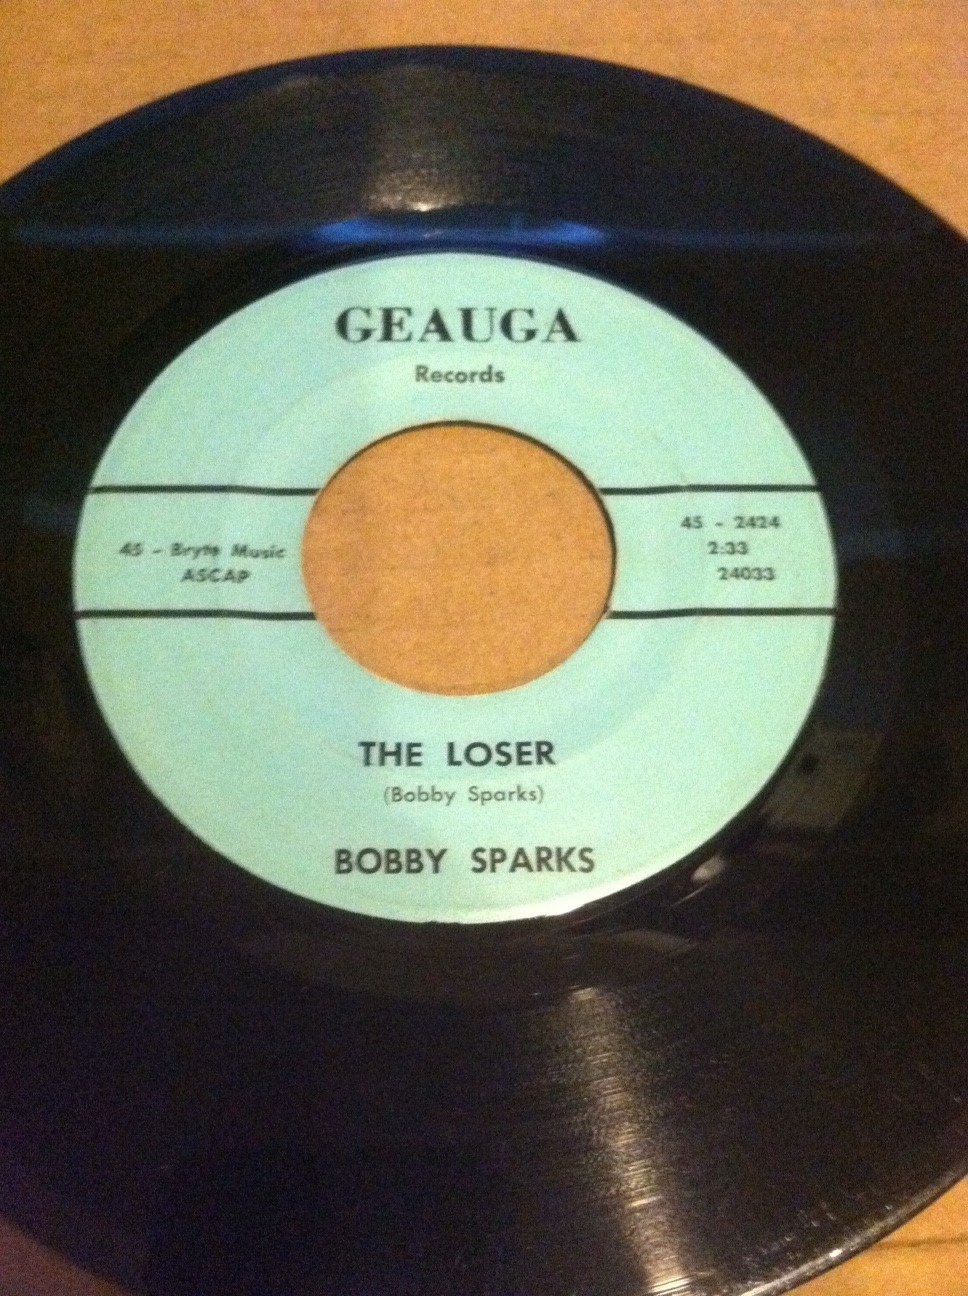 GEAUGA
Records
45 - Bryte Music
ASCAP
45 - 2424
2:33
24033
THE LOSER
(Bobby Sparks)
BOBBY SPARKS